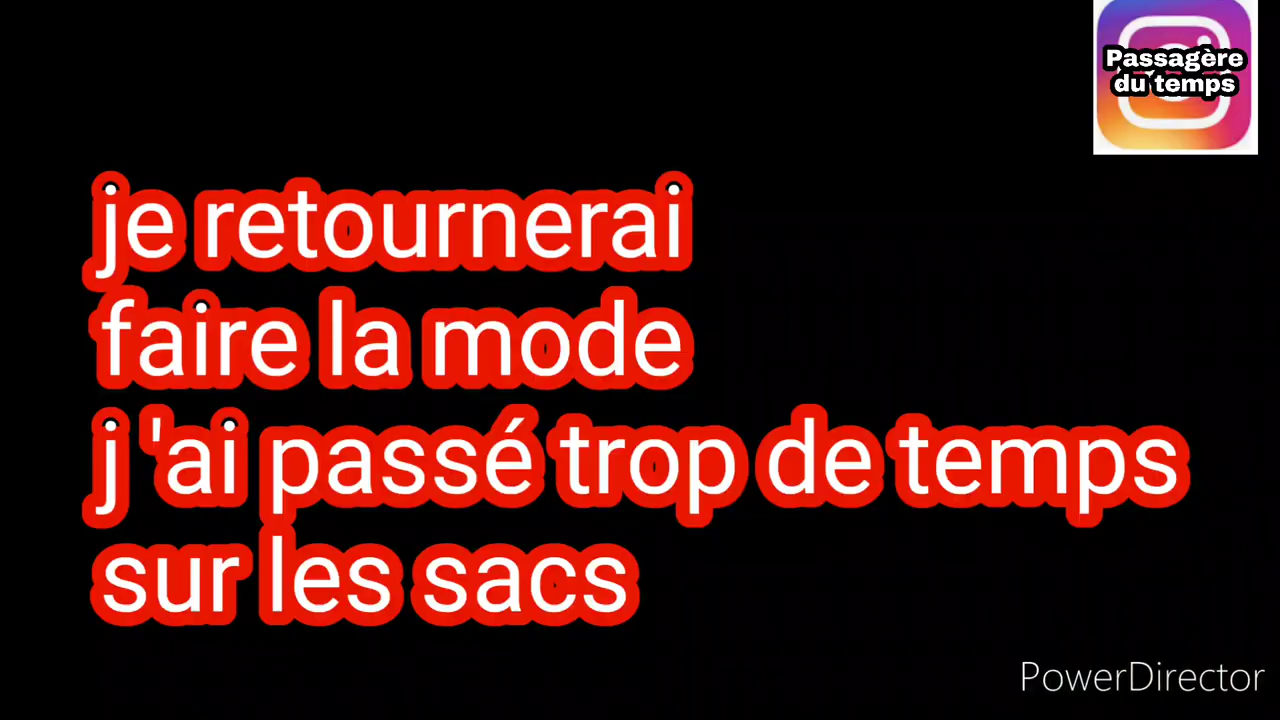 Passagère
du temps
je retournerai
faire la mode
j 'ai passé trop de temps
sur les sacs
PowerDirector